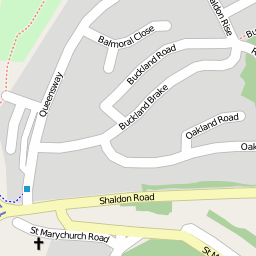 Balmoral Close
Buckland Road
Queensway
Buckland Brake
Oakland Road
Shaldon Road
St Marychurch Road